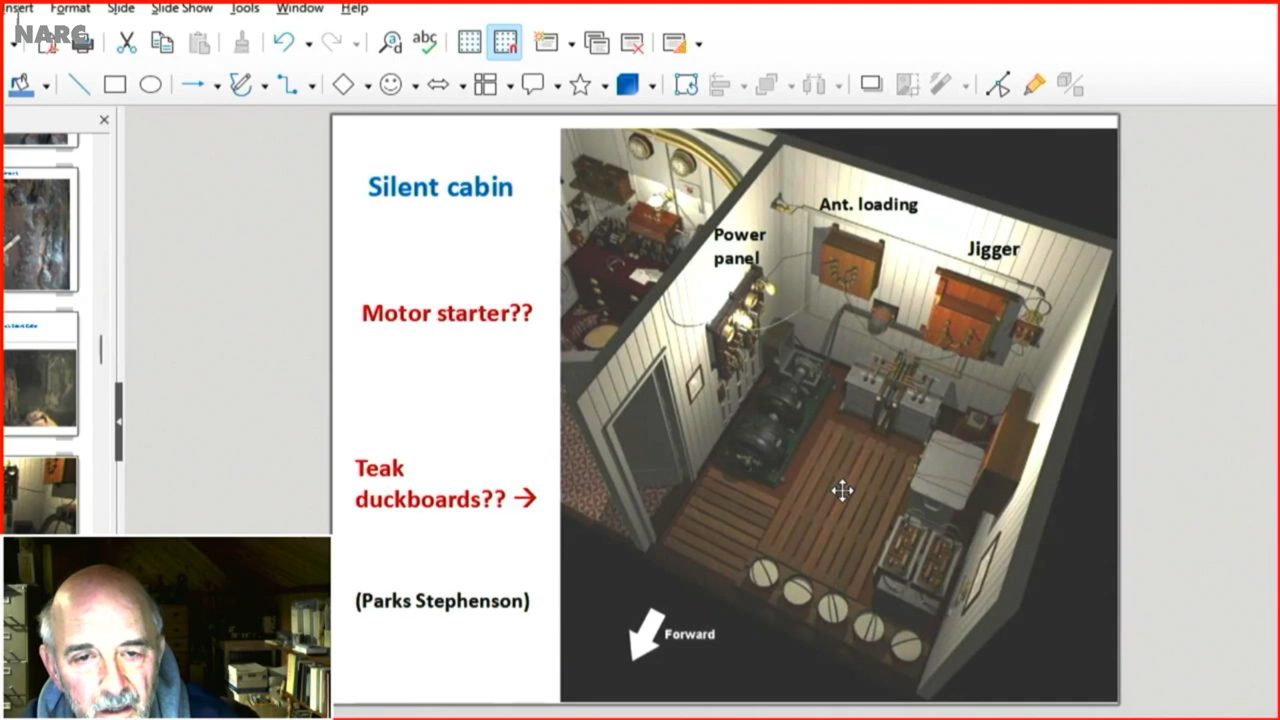 Insert Format Slide Slide Show Tools Window Help
NARC
abc
Silent cabin
Ant. loading
Power
panel
Jigger
Motor starter??
Teak
duckboards?? →
(Parks Stephenson)
Forward